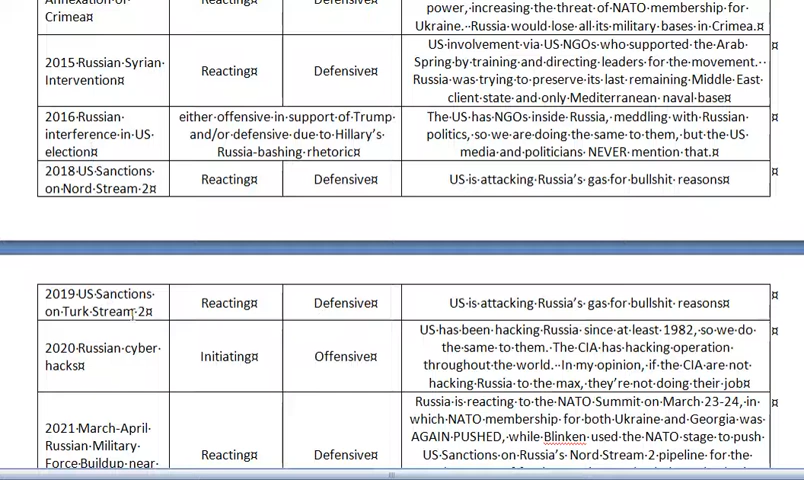 Annexation of
Crimea
power, increasing the threat of NATO membership for
Ukraine.  Russia would lose all its military bases in Crimea.¤
2015 Russian Syrian
Intervention¤
Reacting¤
Defensive¤
US involvement via US NGOs who supported the Arab
Spring by training and directing leaders for the movement.
Russia was trying to preserve its last remaining Middle East
client state and only Mediterranean naval base¤
2016 Russian
interference in US
election¤
either offensive in support of Trump
and/or defensive due to Hillary's
Russia-bashing rhetoric¤
The US has NGOs inside Russia, meddling with Russian
politics, so we are doing the same to them, but the US
media and politicians NEVER mention that.¤
2018 US Sanctions
on Nord Stream 2¤
Reacting¤
Defensive¤
US is attacking Russia's gas for bullshit reasons¤
2019 US Sanctions
on Turk Stream 2¤
Reacting¤
Defensive¤
US is attacking Russia's gas for bullshit reasons¤
2020 Russian cyber
hacks¤
Initiating¤
Offensive¤
US has been hacking Russia since at least 1982, so we do
the same to them. The CIA has hacking operation
throughout the world.  In my opinion, if the CIA are not
hacking Russia to the max, they're not doing their job¤
2021 March-April
Russian Military
Force Buildup near
Reacting¤
Defensive¤
Russia is reacting to the NATO Summit on March 23-24, in
which NATO membership for both Ukraine and Georgia was
AGAIN PUSHED, while Blinken used the NATO stage to push
US Sanctions on Russia's Nord Stream 2 pipeline for the